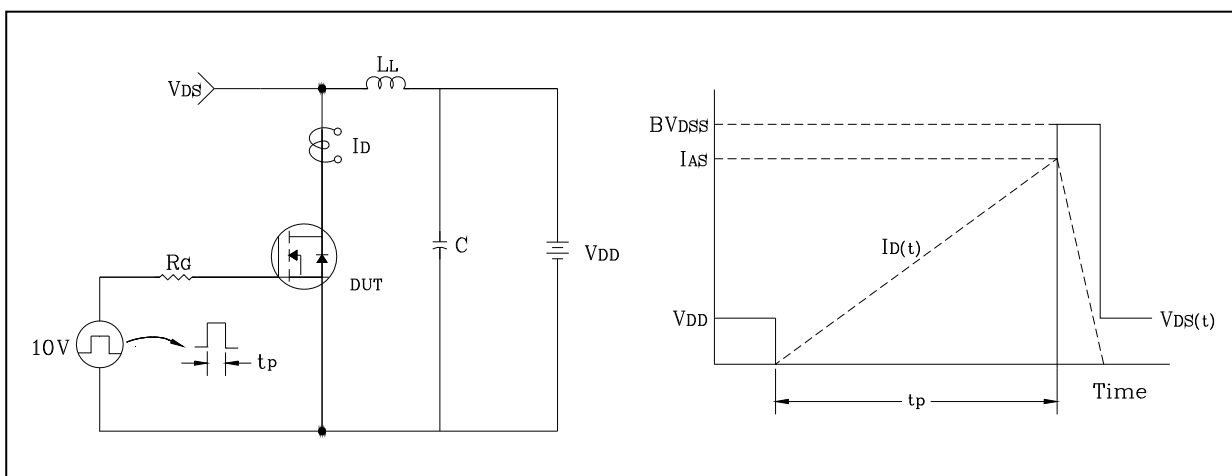 VDS
LL
ID
RG
DUT
C
VDD
10V
tp
BVDSS
IAS
ID(t)
VDD
VDS(t)
tp
Time